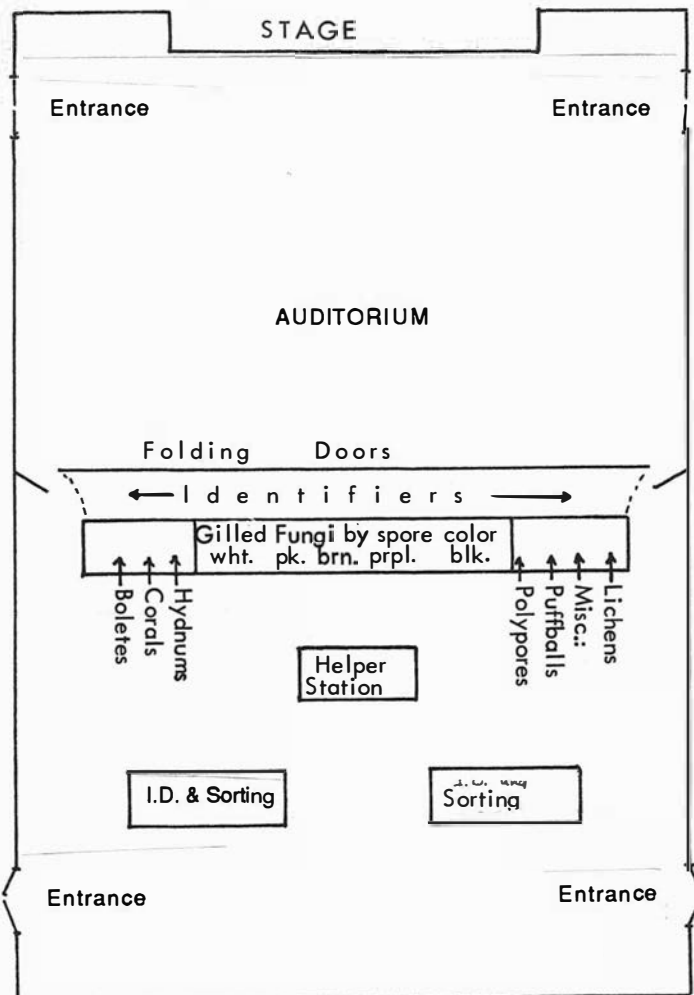 STAGE
Entrance
Entrance
AUDITORIUM
Folding Doors
Identifiers
Gilled Fungi by spore color
wht. pk. brn. prpl. blk.
Boletes
Corals
Hydnums
Polypores
Puffballs
Misc.:
Lichens
Helper
Station
I.D. & Sorting
I.D. and
Sorting
Entrance
Entrance